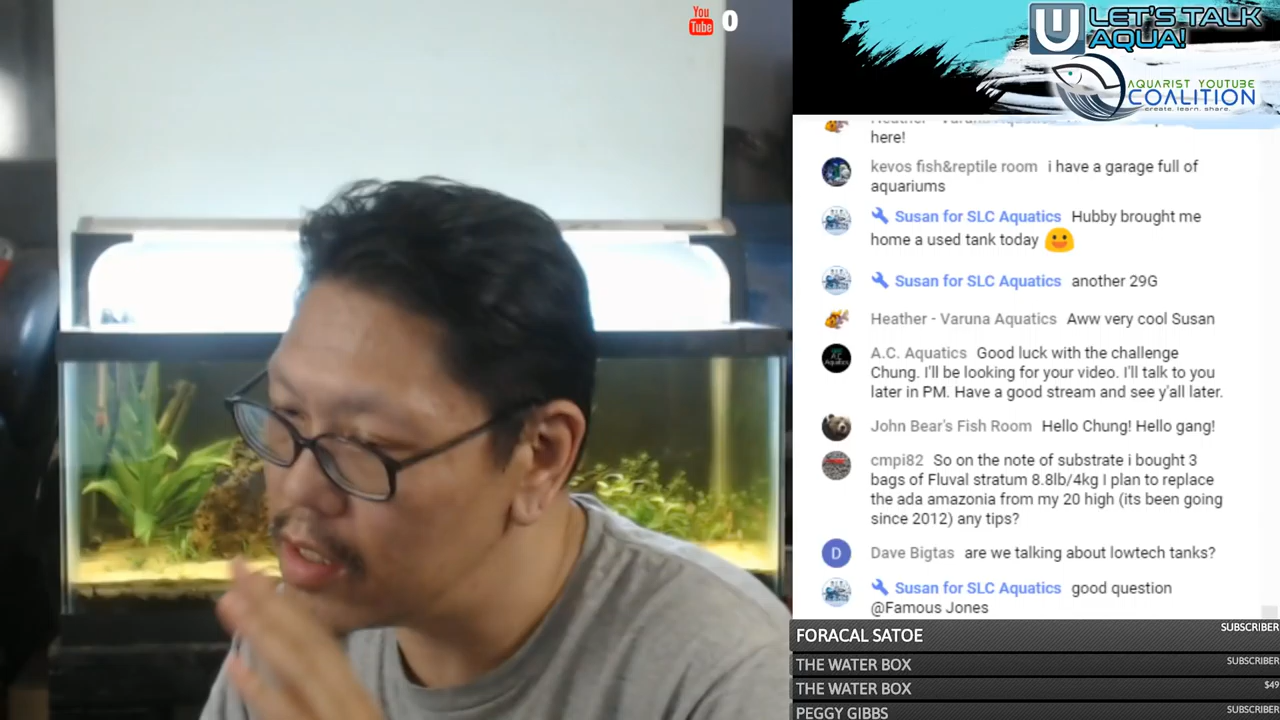 You
Tube
0
LET'S TALK
AQUA!
AQUARIST YOUTUBE
COALITION
create. learn. share.
here!
kevos fish&reptile room i have a garage full of
aquariums
Susan for SLC Aquatics Hubby brought me
home a used tank today
Susan for SLC Aquatics another 29G
Heather - Varuna Aquatics Aww very cool Susan
A.C. Aquatics Good luck with the challenge
Chung. I'll be looking for your video. I'll talk to you
later in PM. Have a good stream and see y'all later.
John Bear's Fish Room Hello Chung! Hello gang!
cmpi82 So on the note of substrate i bought 3
bags of Fluval stratum 8.8lb/4kg I plan to replace
the ada amazonia from my 20 high (its been going
since 2012) any tips?
D
Dave Bigtas are we talking about lowtech tanks?
Susan for SLC Aquatics good question
@Famous Jones
FORACAL SATOE SUBSCRIBER
THE WATER BOX SUBSCRIBER
THE WATER BOX $49
PEGGY GIBBS SUBSCRIBER